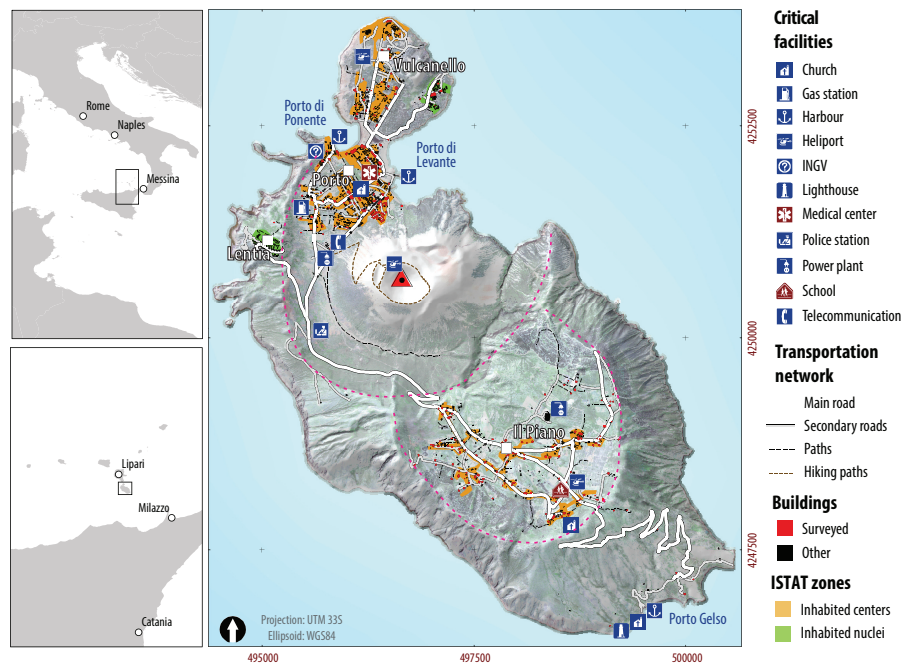 Rome
Naples
Messina
Lipari
Milazzo
Catania
Vulcanello
Porto di
Ponente
Porto di
Levante
Porto
Lentia
Il Piano
Porto Gelso
Projection: UTM 33S
Ellipsoid: WGS84
495000
497500
500000
4252500
4250000
4247500
Critical
facilities
Church
Gas station
Harbour
Heliport
INGV
Lighthouse
Medical center
Police station
Power plant
School
Telecommunication
Transportation
network
Main road
Secondary roads
Paths
Hiking paths
Buildings
Surveyed
Other
ISTAT zones
Inhabited centers
Inhabited nuclei